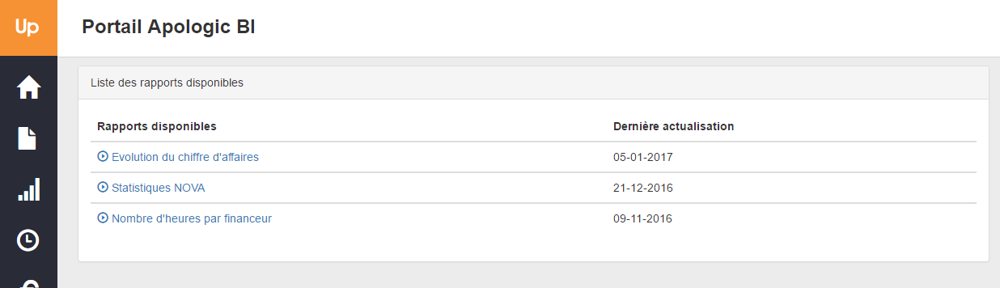 Up
Portail Apologic BI
Liste des rapports disponibles
Rapports disponibles Dernière actualisation
Evolution du chiffre d'affaires 05-01-2017
Statistiques NOVA 21-12-2016
Nombre d'heures par financeur 09-11-2016